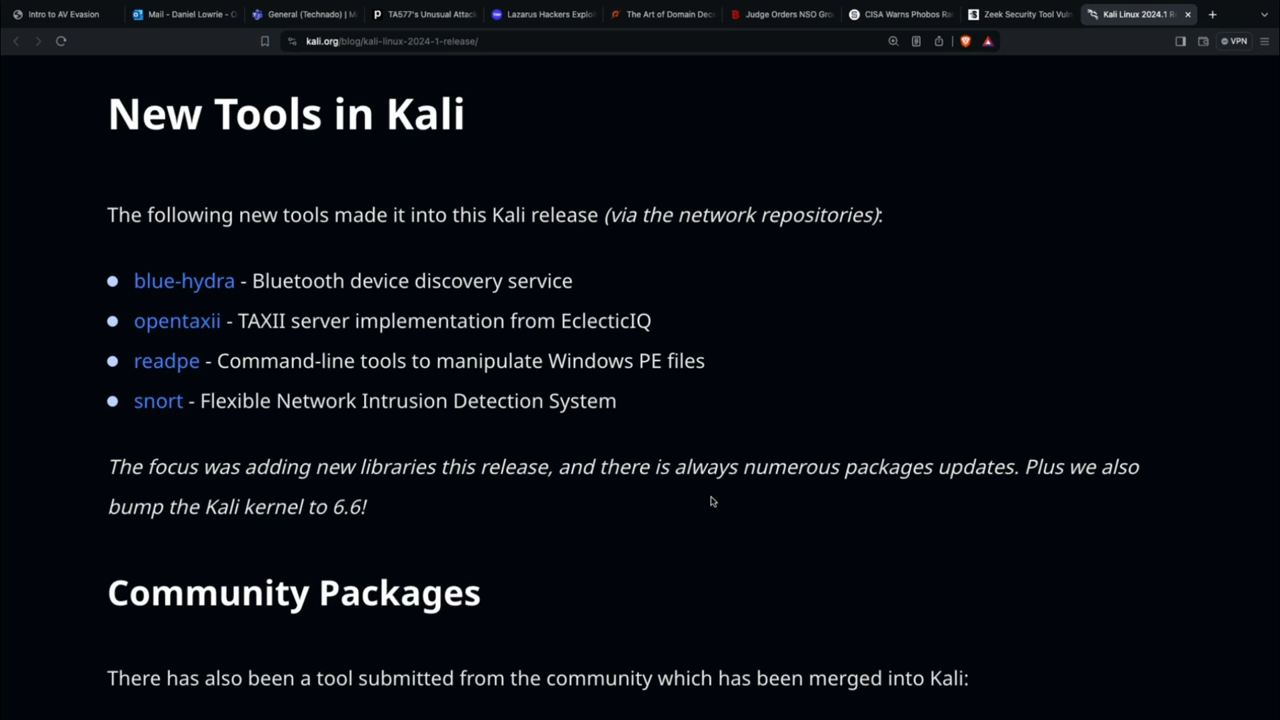 Intro to AV Evasion
Mail - Daniel Lowrie - O
General (Technado) | M
TA577's Unusual Attac
Lazarus Hackers Exploi
The Art of Domain Dec
Judge Orders NSO Gro
CISA Warns Phobos Ra
Zeek Security Tool Vuln
Kali Linux 2024.1 R
kali.org/blog/kali-linux-2024-1-release/
VPN
New Tools in Kali
The following new tools made it into this Kali release (via the network repositories):
blue-hydra - Bluetooth device discovery service
opentaxii - TAXII server implementation from EclecticIQ
readpe - Command-line tools to manipulate Windows PE files
snort - Flexible Network Intrusion Detection System
The focus was adding new libraries this release, and there is always numerous packages updates. Plus we also
bump the Kali kernel to 6.6!
Community Packages
There has also been a tool submitted from the community which has been merged into Kali: